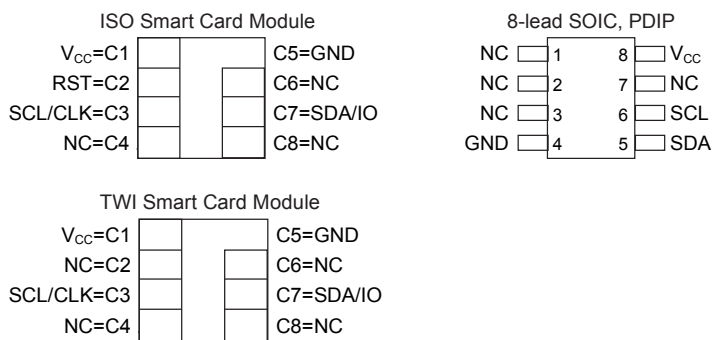 ISO Smart Card Module
VCC=C1
C5=GND
RST=C2
C6=NC
SCL/CLK=C3
C7=SDA/IO
NC=C4
C8=NC
8-lead SOIC, PDIP
NC 1 8 VCC
NC 2 7 NC
NC 3 6 SCL
GND 4 5 SDA
TWI Smart Card Module
VCC=C1
C5=GND
NC=C2
C6=NC
SCL/CLK=C3
C7=SDA/IO
NC=C4
C8=NC